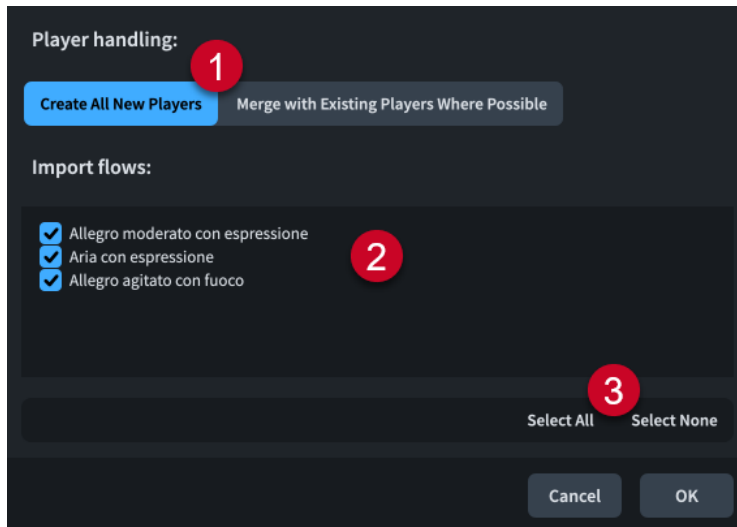 Player handling:
1
Create All New Players Merge with Existing Players Where Possible
Import flows:
Allegro moderato con espressione
Aria con espressione
2
Allegro agitato con fuoco
3
Select All Select None
Cancel OK